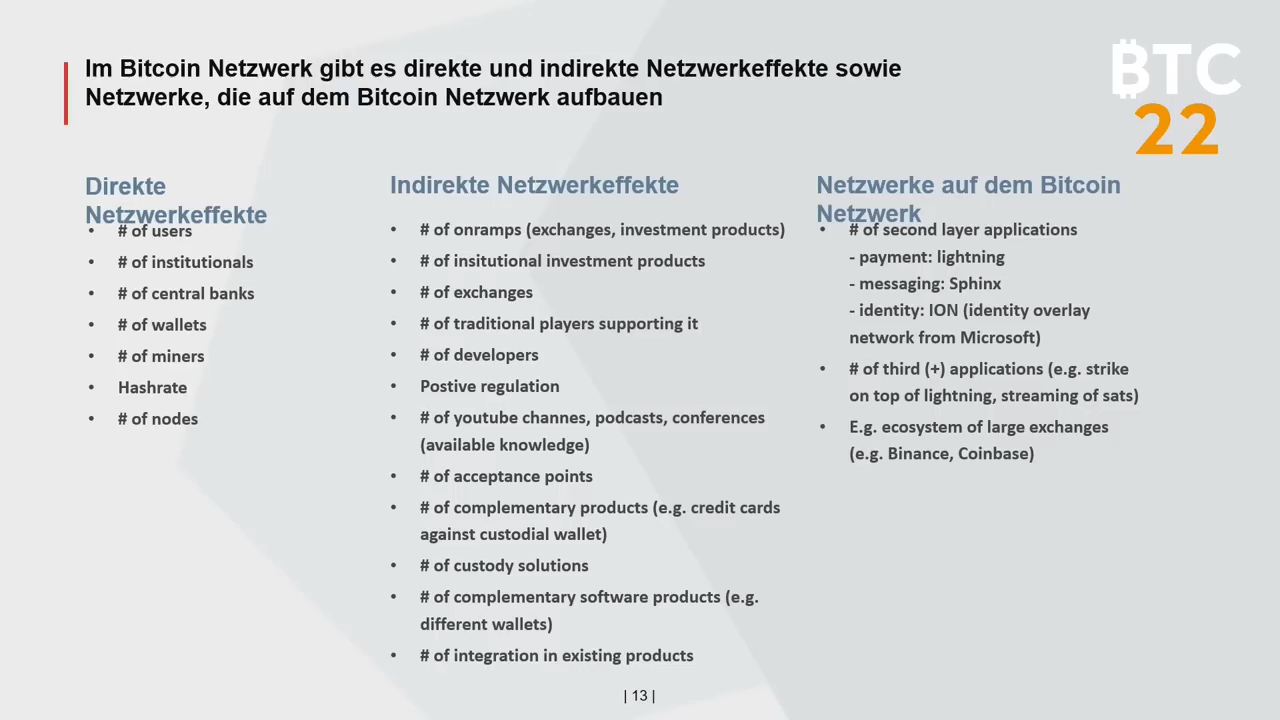 Im Bitcoin Netzwerk gibt es direkte und indirekte Netzwerkeffekte sowie
Netzwerke, die auf dem Bitcoin Netzwerk aufbauen
BTC
22
Direkte
Netzwerkeffekte
• # of users
• # of institutionals
• # of central banks
• # of wallets
• # of miners
• Hashrate
• # of nodes
Indirekte Netzwerkeffekte
• # of onramps (exchanges, investment products)
• # of insitutional investment products
• # of exchanges
• # of traditional players supporting it
• # of developers
• Postive regulation
• # of youtube channes, podcasts, conferences
(available knowledge)
• # of acceptance points
• # of complementary products (e.g. credit cards
against custodial wallet)
• # of custody solutions
• # of complementary software products (e.g.
different wallets)
• # of integration in existing products
Netzwerke auf dem Bitcoin
Netzwerk
• # of second layer applications
- payment: lightning
- messaging: Sphinx
- identity: ION (identity overlay
network from Microsoft)
• # of third (+) applications (e.g. strike
on top of lightning, streaming of sats)
• E.g. ecosystem of large exchanges
(e.g. Binance, Coinbase)
| 13 |